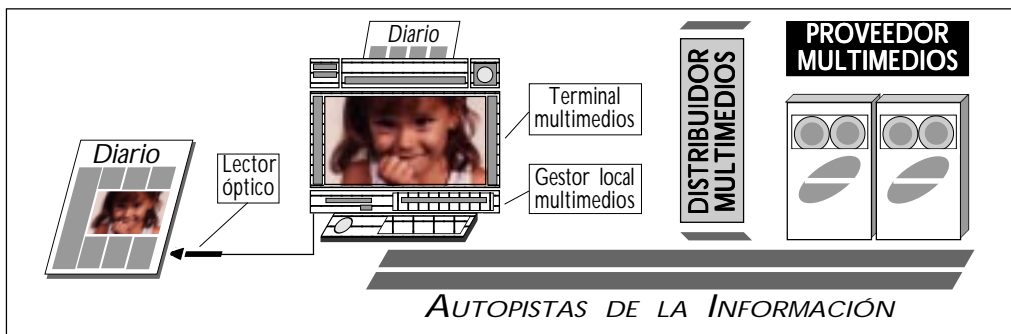 Diario
Diario
Lector
óptico
Terminal
multimedios
Gestor local
multimedios
DISTRIBUIDOR
MULTIMEDIOS
PROVEEDOR
MULTIMEDIOS
AUTOPISTAS DE LA INFORMACIÓN